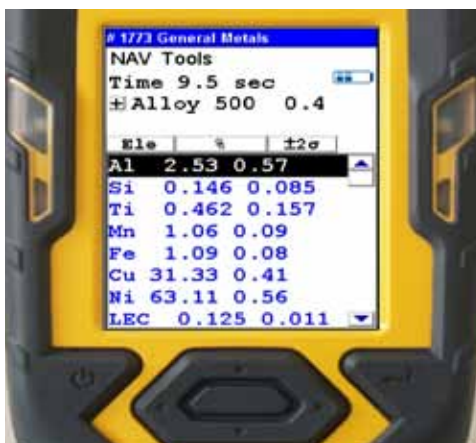 # 1773 General Metals
NAV Tools
Time 9.5 sec
Alloy 500 0.4
Ele % ±2σ
Al 2.53 0.57
Si 0.146 0.085
Ti 0.462 0.157
Mn 1.06 0.09
Fe 1.09 0.08
Cu 31.33 0.41
Ni 63.11 0.56
LEC 0.125 0.011